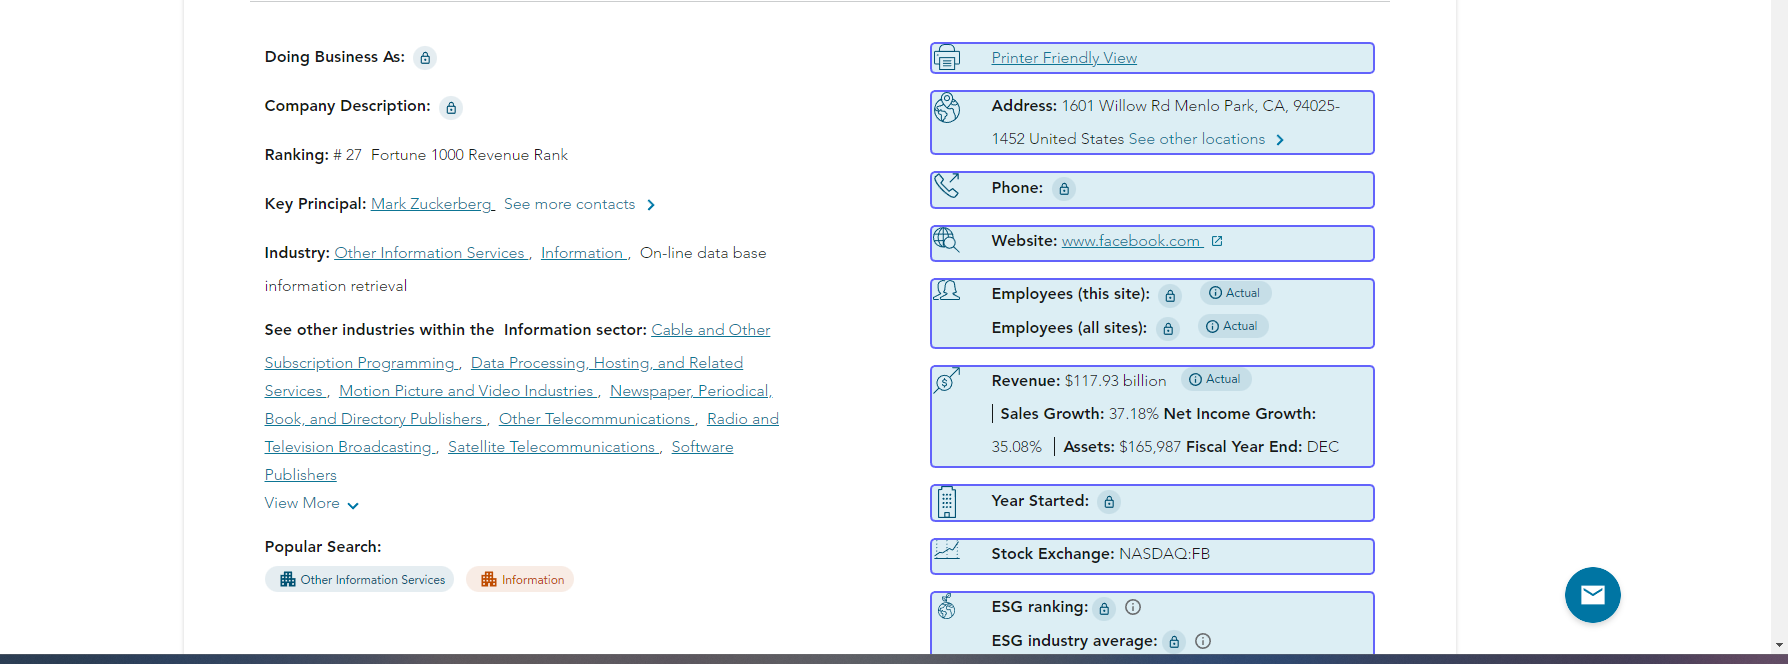 Doing Business As:
Company Description:
Ranking: # 27 Fortune 1000 Revenue Rank
Key Principal: Mark Zuckerberg See more contacts
Industry: Other Information Services , Information , On-line data base
information retrieval
See other industries within the Information sector: Cable and Other
Subscription Programming , Data Processing, Hosting, and Related
Services , Motion Picture and Video Industries , Newspaper, Periodical,
Book, and Directory Publishers , Other Telecommunications , Radio and
Television Broadcasting , Satellite Telecommunications , Software
Publishers
View More
Popular Search:
Other Information Services Information
Printer Friendly View
Address: 1601 Willow Rd Menlo Park, CA, 94025-
1452 United States See other locations
Phone:
Website: www.facebook.com
Employees (this site): Actual
Employees (all sites): Actual
Revenue: $117.93 billion Actual
| Sales Growth: 37.18% Net Income Growth:
35.08% | Assets: $165,987 Fiscal Year End: DEC
Year Started:
Stock Exchange: NASDAQ:FB
ESG ranking:
ESG industry average: